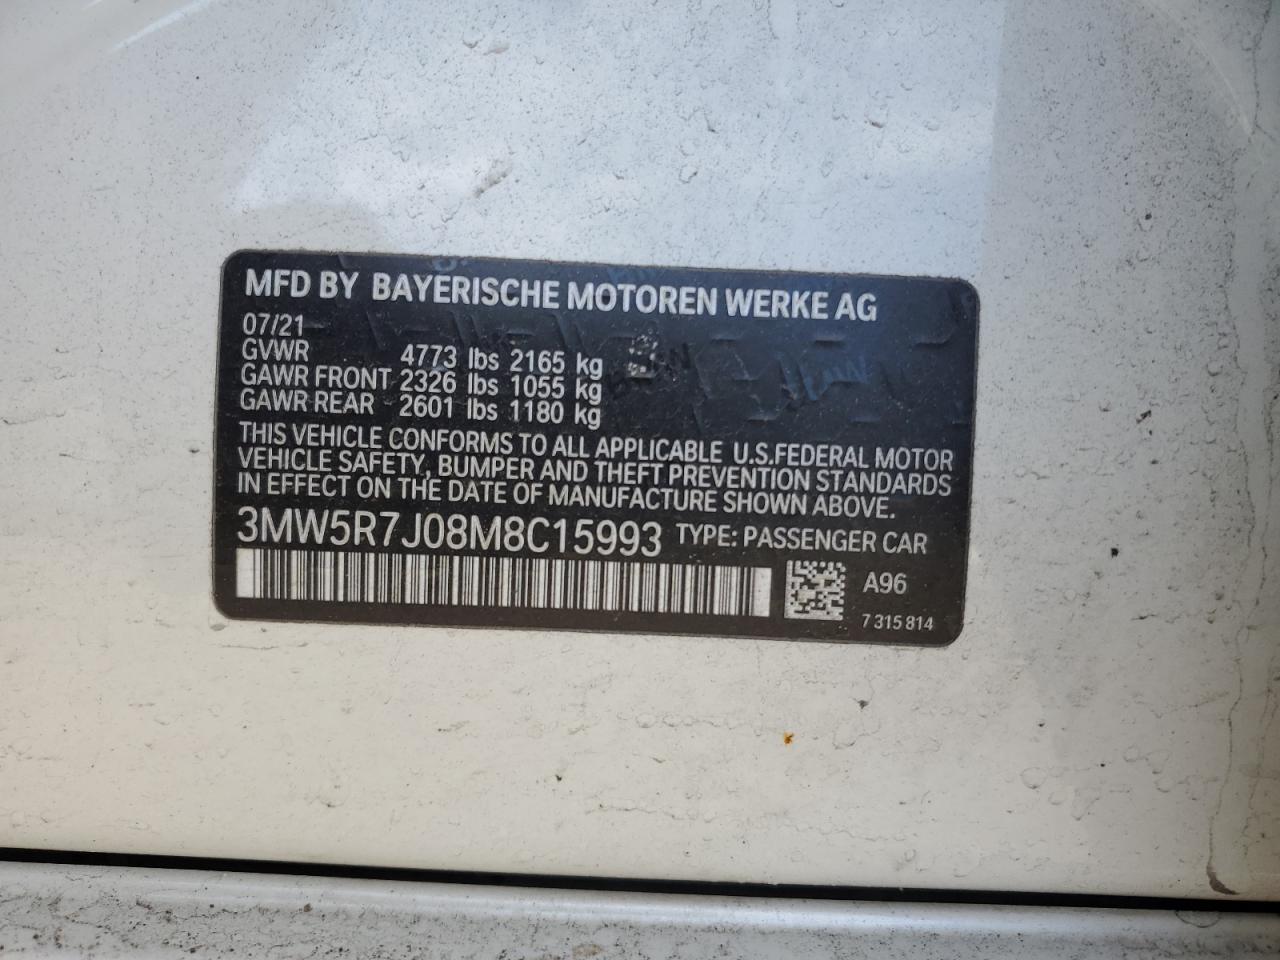 MFD BY BAYERISCHE MOTOREN WERKE AG
07/21
GVWR 4773 lbs 2165 kg
GAWR FRONT 2326 lbs 1055 kg
GAWR REAR 2601 lbs 1180 kg
THIS VEHICLE CONFORMS TO ALL APPLICABLE U.S.FEDERAL MOTOR
VEHICLE SAFETY, BUMPER AND THEFT PREVENTION STANDARDS
IN EFFECT ON THE DATE OF MANUFACTURE SHOWN ABOVE.
3MW5R7J08M8C15993 TYPE: PASSENGER CAR
A96
7 315 814